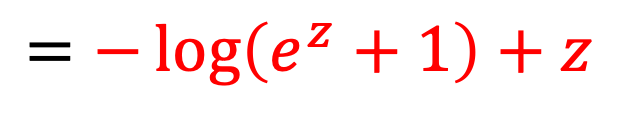 = − log(e^z + 1) + z